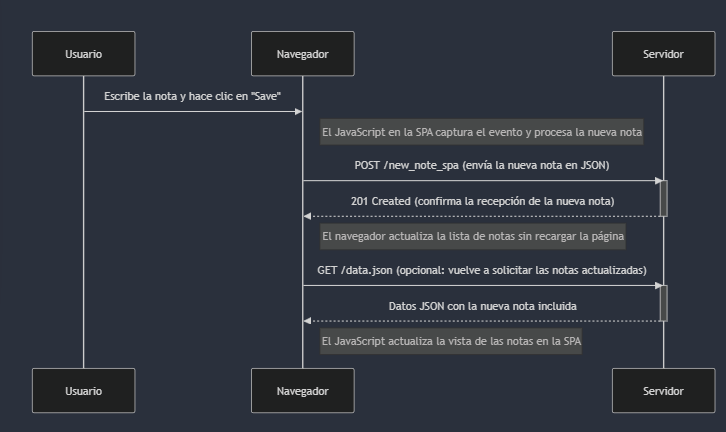 Usuario
Navegador
Servidor
Escribe la nota y hace clic en "Save"
El JavaScript en la SPA captura el evento y procesa la nueva nota
POST /new_note_spa (envía la nueva nota en JSON)
201 Created (confirma la recepción de la nueva nota)
El navegador actualiza la lista de notas sin recargar la página
GET /data.json (opcional: vuelve a solicitar las notas actualizadas)
Datos JSON con la nueva nota incluida
El JavaScript actualiza la vista de las notas en la SPA
Usuario
Navegador
Servidor